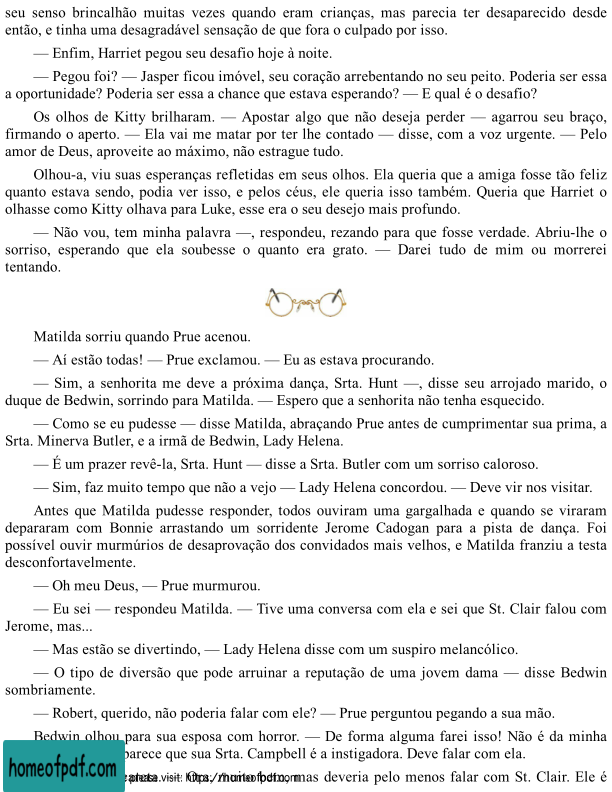 seu senso brincalhão muitas vezes quando eram crianças, mas parecia ter desaparecido desde
então, e tinha uma desagradável sensação de que fora o culpado por isso.
— Enfim, Harriet pegou seu desafio hoje à noite.
— Pegou foi? — Jasper ficou imóvel, seu coração arrebentando no seu peito. Poderia ser essa
a oportunidade? Poderia ser essa a chance que estava esperando? — E qual é o desafio?
Os olhos de Kitty brilharam. — Apostar algo que não deseja perder — agarrou seu braço,
firmando o aperto. — Ela vai me matar por ter lhe contado — disse, com a voz urgente. — Pelo
amor de Deus, aproveite ao máximo, não estrague tudo.
Olhou-a, viu suas esperanças refletidas em seus olhos. Ela queria que a amiga fosse tão feliz
quanto estava sendo, podia ver isso, e pelos céus, ele queria isso também. Queria que Harriet o
olhasse como Kitty olhava para Luke, esse era o seu desejo mais profundo.
— Não vou, tem minha palavra —, respondeu, rezando para que fosse verdade. Abriu-lhe o
sorriso, esperando que ela soubesse o quanto era grato. — Darei tudo de mim ou morrerei
tentando.
Matilda sorriu quando Prue acenou.
— Aí estão todas! — Prue exclamou. — Eu as estava procurando.
— Sim, a senhorita me deve a próxima dança, Srta. Hunt —, disse seu arrojado marido, o
duque de Bedwin, sorrindo para Matilda. — Espero que a senhorita não tenha esquecido.
— Como se eu pudesse — disse Matilda, abraçando Prue antes de cumprimentar sua prima, a
Srta. Minerva Butler, e a irmã de Bedwin, Lady Helena.
— É um prazer revê-la, Srta. Hunt — disse a Srta. Butler com um sorriso caloroso.
— Sim, faz muito tempo que não a vejo — Lady Helena concordou. — Deve vir nos visitar.
Antes que Matilda pudesse responder, todos ouviram uma gargalhada e quando se viraram
depararam com Bonnie arrastando um sorridente Jerome Cadogan para a pista de dança. Foi
possível ouvir murmúrios de desaprovação dos convidados mais velhos, e Matilda franziu a testa
desconfortavelmente.
— Oh meu Deus, — Prue murmurou.
— Eu sei — respondeu Matilda. — Tive uma conversa com ela e sei que St. Clair falou com
Jerome, mas...
— Mas estão se divertindo, — Lady Helena disse com um suspiro melancólico.
— O tipo de diversão que pode arruinar a reputação de uma jovem dama — disse Bedwin
sombriamente.
— Robert, querido, não poderia falar com ele? — Prue perguntou pegando a sua mão.
Bedwin olhou para sua esposa com horror. — De forma alguma farei isso! Não é da minha
parece que sua Srta. Campbell é a instigadora. Deve falar com ela.
homeofpdf.com
mas deveria pelo menos falar com St. Clair. Ele é